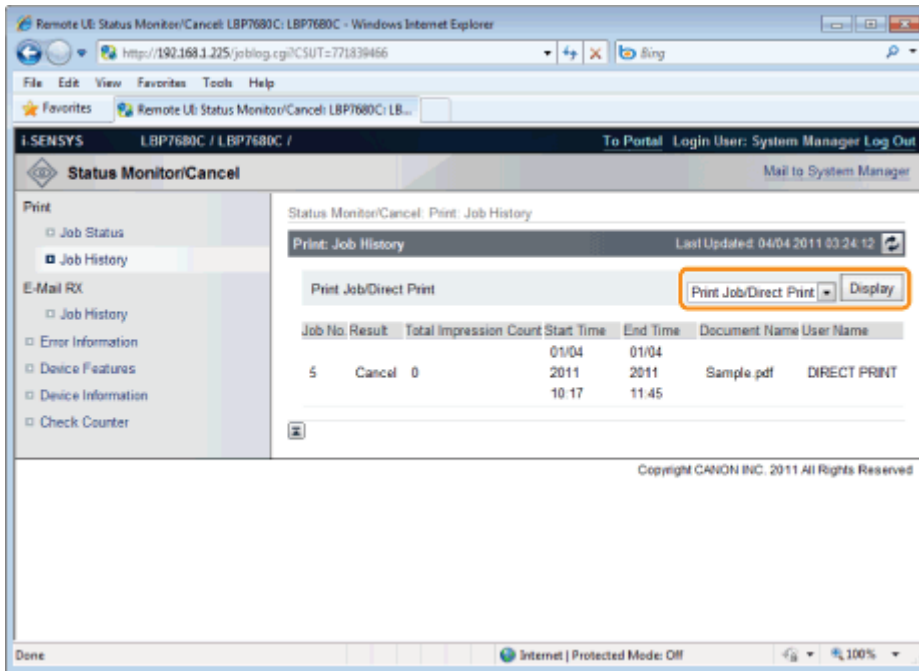 Remote UI: Status Monitor/Cancel: LBP7680C: LBP7680C - Windows Internet Explorer
http://192.168.1.225/joblog.cgi?CSUT=771839466
Bing
File Edit View Favorites Tools Help
Favorites Remote UI: Status Monitor/Cancel: LBP7680C: LB...
i-SENSYS LBP7680C / LBP7680C / To Portal Login User: System Manager Log Out
Status Monitor/Cancel Mail to System Manager
Print
Job Status
Job History
E-Mail RX
Job History
Error Information
Device Features
Device Information
Check Counter
Status Monitor/Cancel: Print: Job History
Print: Job History Last Updated: 04/04 2011 03:24:12
Print Job/Direct Print Print Job/Direct Print Display
Job No. Result Total Impression Count Start Time End Time Document Name User Name
01/04 01/04
5 Cancel 0 2011 2011 Sample.pdf DIRECT PRINT
10:17 11:45
Copyright CANON INC. 2011 All Rights Reserved
Done Internet | Protected Mode: Off 100%